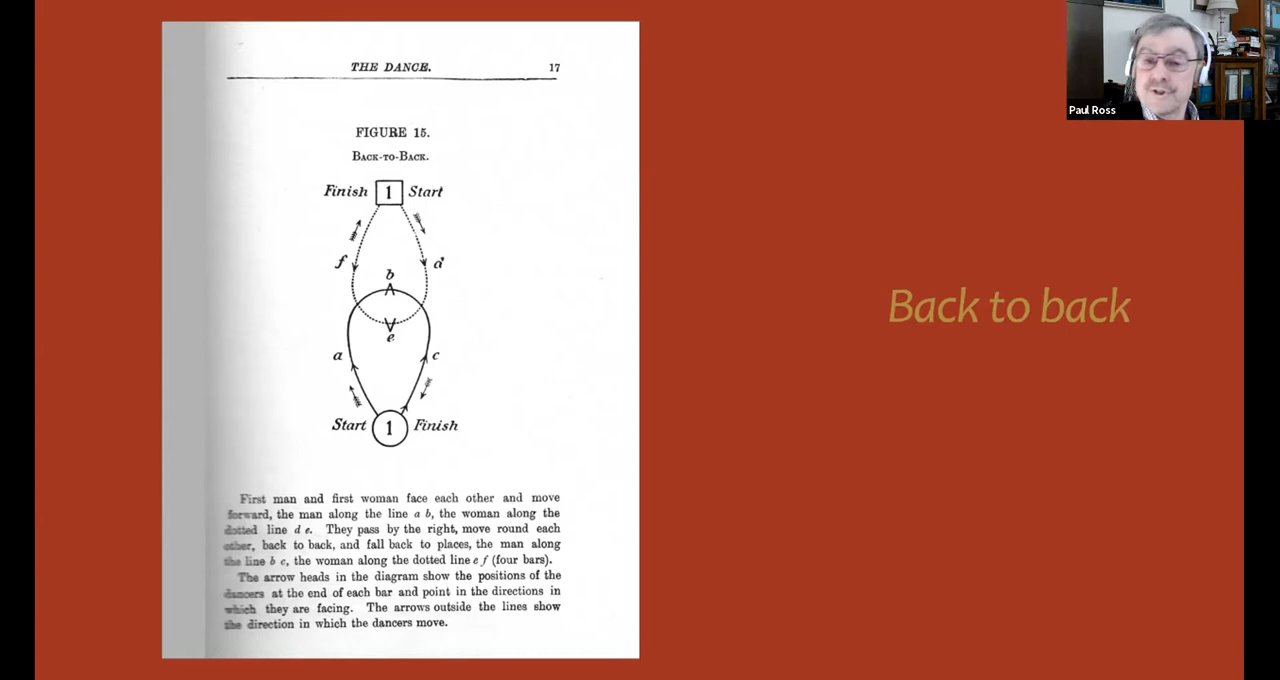 THE DANCE. 17
FIGURE 15.
BACK-TO-BACK.
Finish 1 Start
f d
b
e
a c
Start 1 Finish
First man and first woman face each other and move
forward, the man along the line a b, the woman along the
dotted line d e. They pass by the right, move round each
other, back to back, and fall back to places, the man along
the line b c, the woman along the dotted line e f (four bars).
The arrow heads in the diagram show the positions of the
dancers at the end of each bar and point in the directions in
which they are facing. The arrows outside the lines show
the direction in which the dancers move.
Back to back
Paul Ross